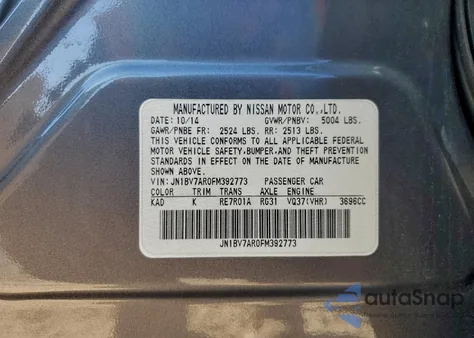 MANUFACTURED BY NISSAN MOTOR CO.,LTD.
DATE: 10/14 GVWR/PNBV: 5004 LBS.
GAWR/PNBE FR: 2524 LBS. RR: 2513 LBS.
THIS VEHICLE CONFORMS TO ALL APPLICABLE FEDERAL
MOTOR VEHICLE SAFETY,BUMPER,AND THEFT PREVENTION
STANDARDS IN EFFECT ON THE DATE OF MANUFACTURE
SHOWN ABOVE.
VIN: JN1BV7AR0FM392773 PASSENGER CAR
COLOR TRIM TRANS AXLE ENGINE
KAD K RE7R01A RG31 VQ37(VHR) 3696CC
JN1BV7AR0FM392773
autaSnap